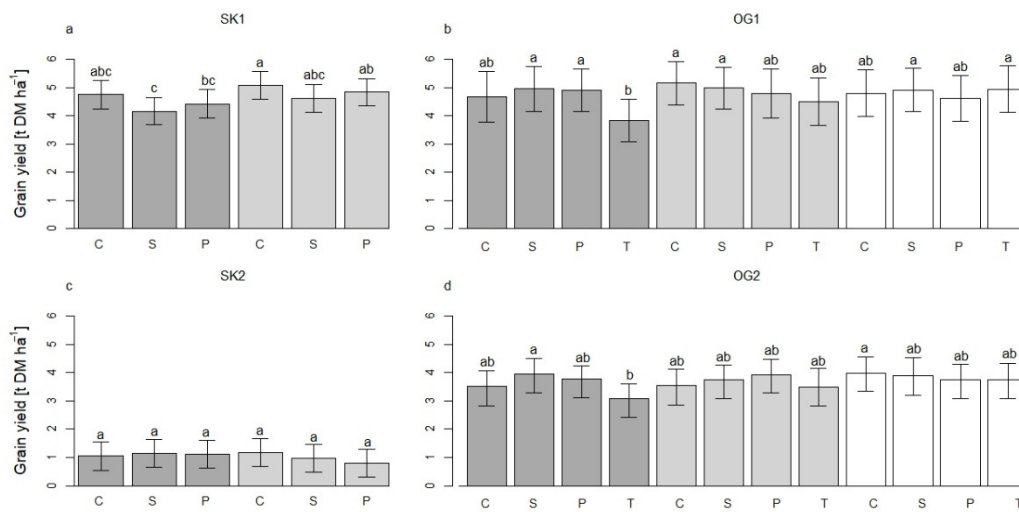 SK1
a
Grain yield [t DM ha⁻¹]
6
5
4
3
2
1
0
abc
c
bc
a
abc
ab
C S P C S P
OG1
b
6
5
4
3
2
1
0
ab a a b a a ab ab ab a ab a
C S P T C S P T C S P T
SK2
c
Grain yield [t DM ha⁻¹]
6
5
4
3
2
1
0
a a a a a a
C S P C S P
OG2
d
6
5
4
3
2
1
0
ab a ab b ab ab ab ab a ab ab ab
C S P T C S P T C S P T